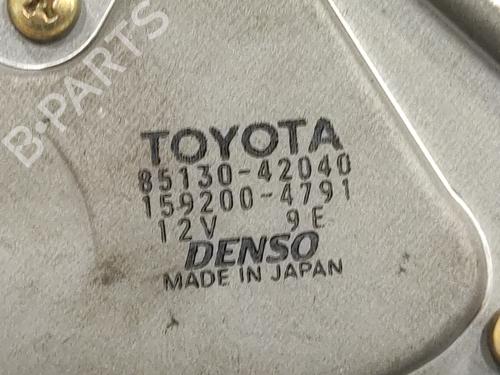 B-PARTS
TOYOTA
85130-42040
159200-4791
12V 9E
DENSO
MADE IN JAPAN